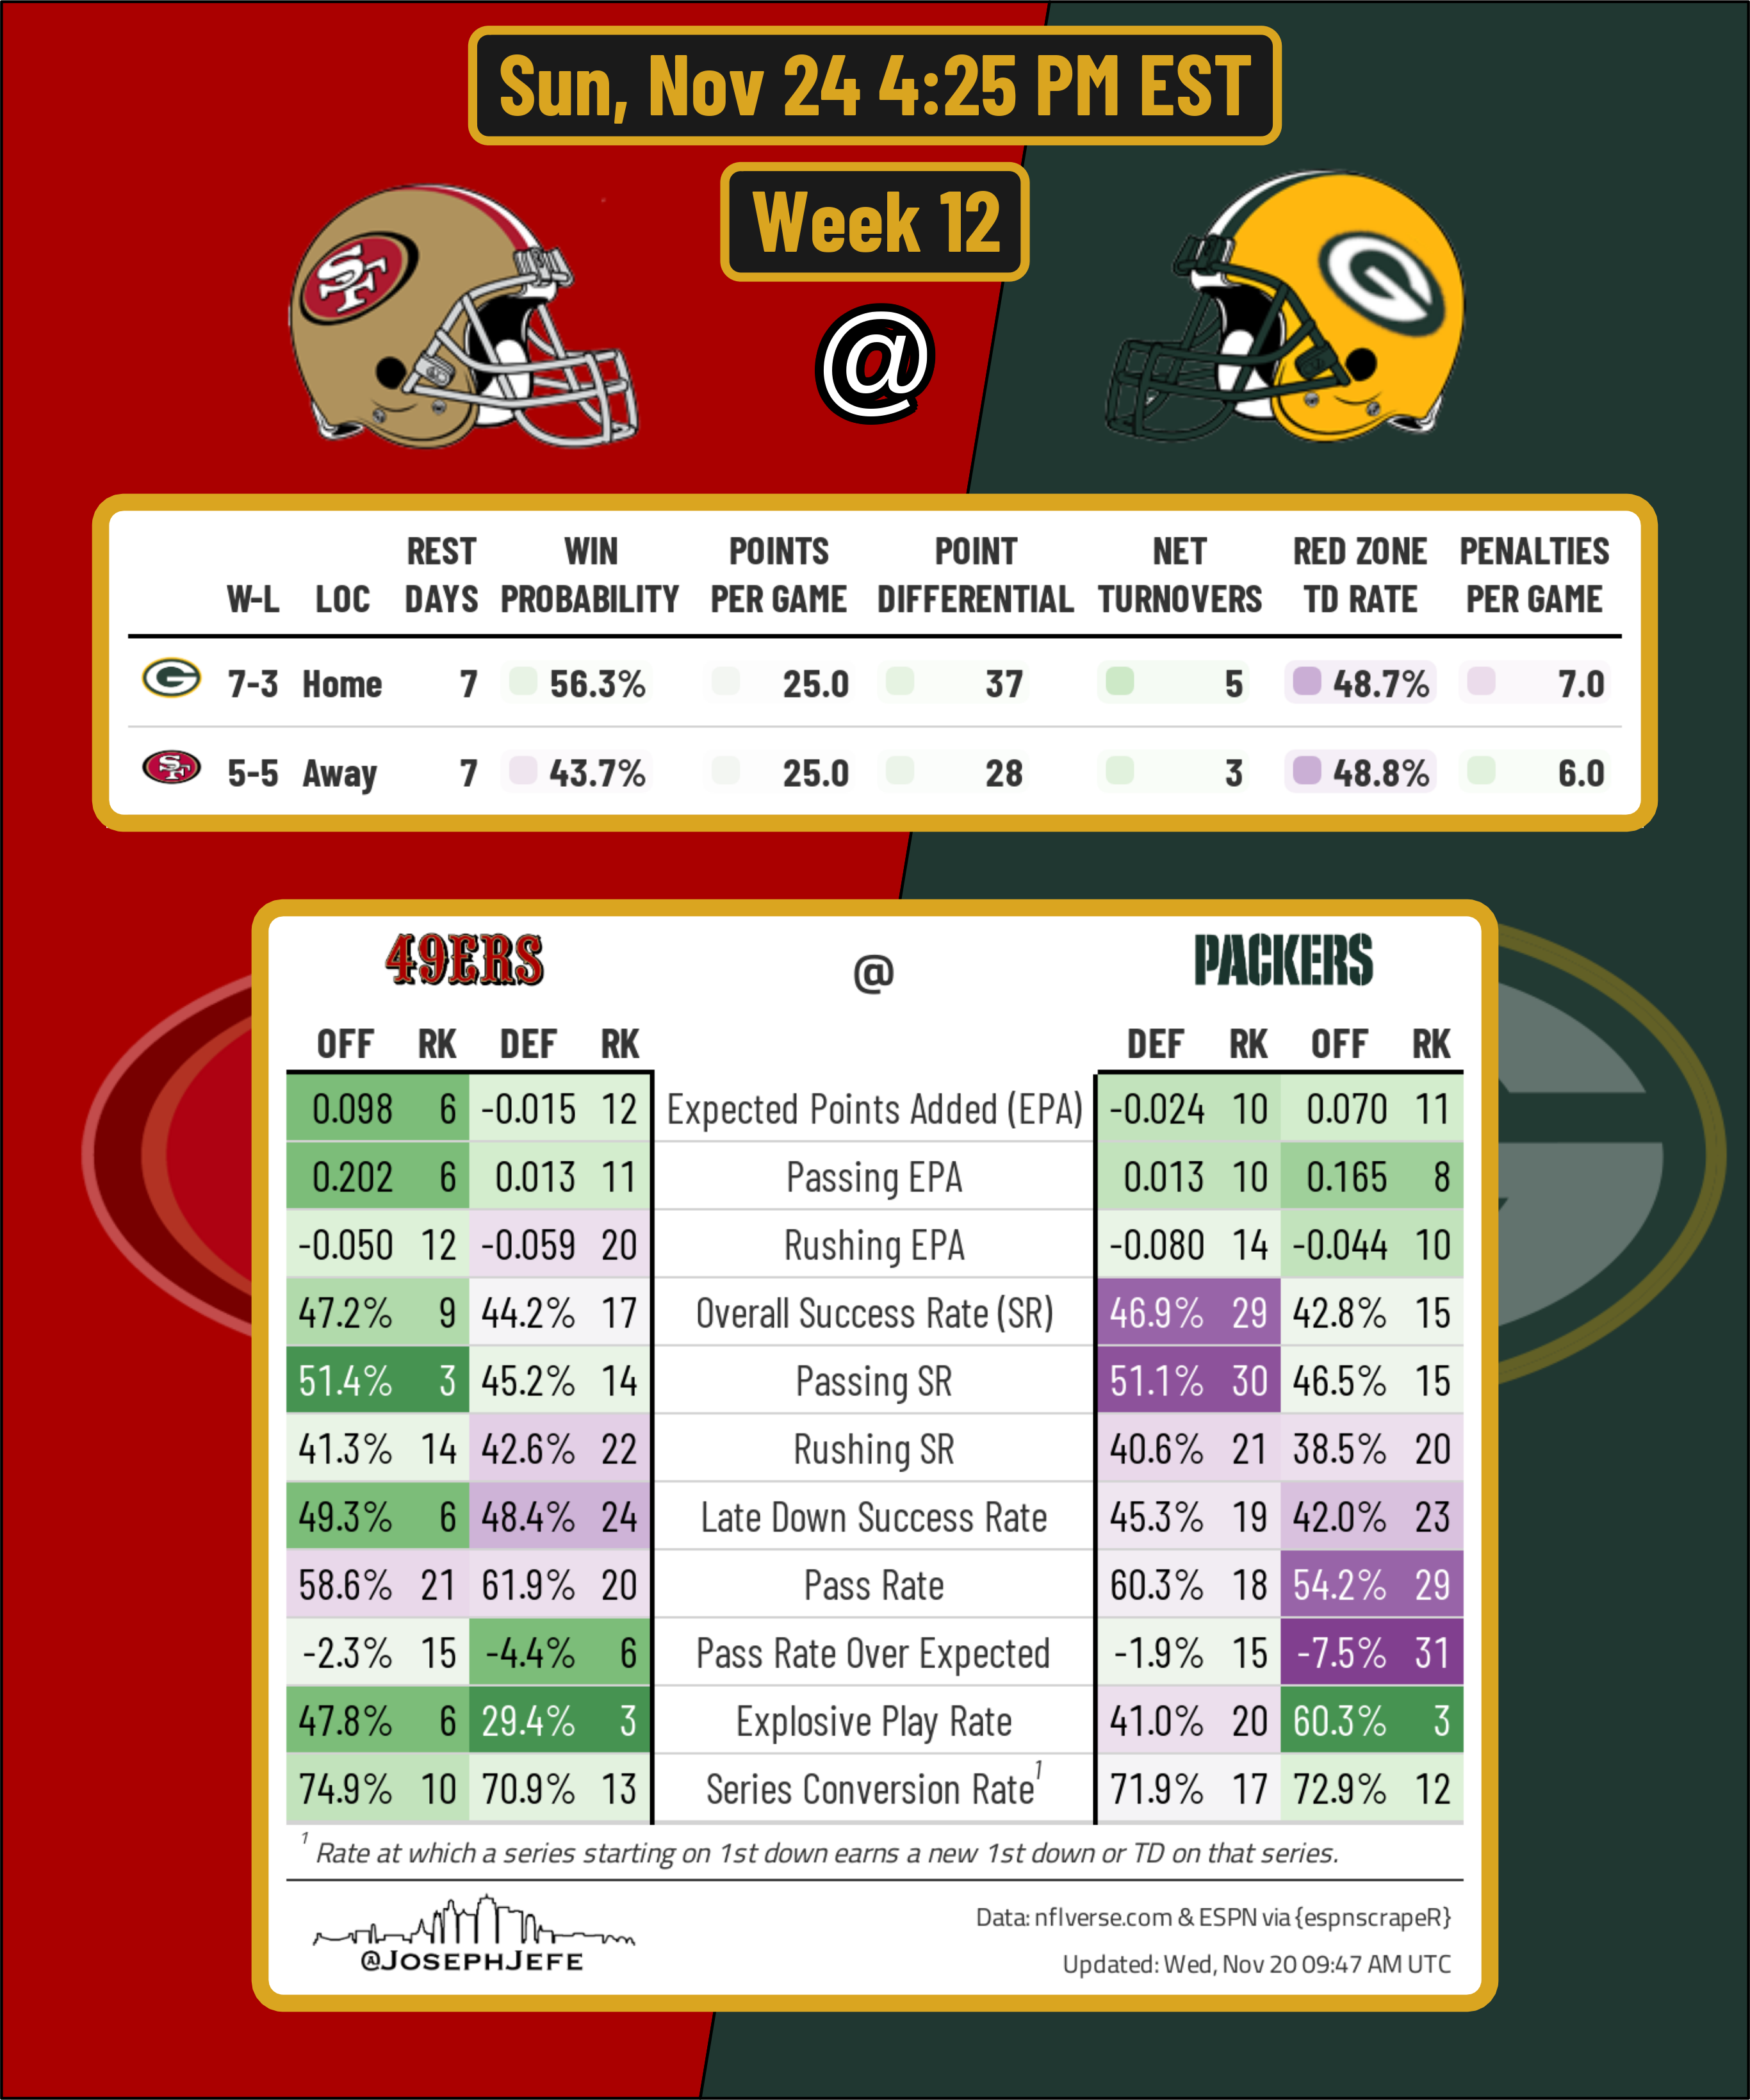 Sun, Nov 24 4:25 PM EST
Week 12
SF
@
G
REST WIN POINTS POINT NET RED ZONE PENALTIES
W-L LOC DAYS PROBABILITY PER GAME DIFFERENTIAL TURNOVERS TD RATE PER GAME
G 7-3 Home 7 56.3% 25.0 37 5 48.7% 7.0
SF 5-5 Away 7 43.7% 25.0 28 3 48.8% 6.0
49ERS @ PACKERS
OFF RK DEF RK DEF RK OFF RK
0.098 6 -0.015 12 Expected Points Added (EPA) -0.024 10 0.070 11
0.202 6 0.013 11 Passing EPA 0.013 10 0.165 8
-0.050 12 -0.059 20 Rushing EPA -0.080 14 -0.044 10
47.2% 9 44.2% 17 Overall Success Rate (SR) 46.9% 29 42.8% 15
51.4% 3 45.2% 14 Passing SR 51.1% 30 46.5% 15
41.3% 14 42.6% 22 Rushing SR 40.6% 21 38.5% 20
49.3% 6 48.4% 24 Late Down Success Rate 45.3% 19 42.0% 23
58.6% 21 61.9% 20 Pass Rate 60.3% 18 54.2% 29
-2.3% 15 -4.4% 6 Pass Rate Over Expected -1.9% 15 -7.5% 31
47.8% 6 29.4% 3 Explosive Play Rate 41.0% 20 60.3% 3
74.9% 10 70.9% 13 Series Conversion Rate¹ 71.9% 17 72.9% 12
¹ Rate at which a series starting on 1st down earns a new 1st down or TD on that series.
Data: nflverse.com & ESPN via {espnscrapeR}
@JOSEPHJEFE
Updated: Wed, Nov 20 09:47 AM UTC